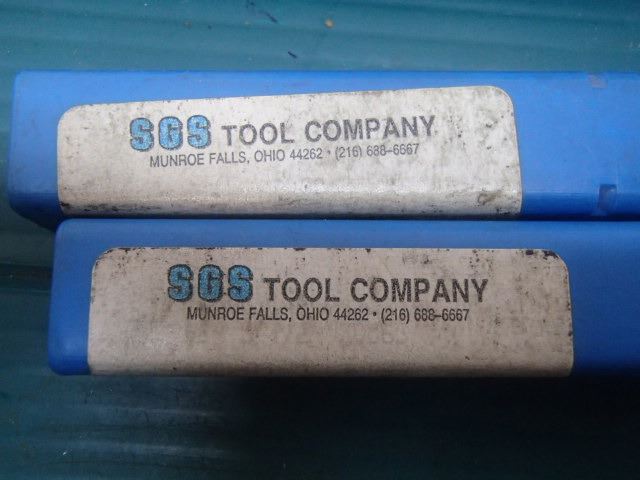 SGS TOOL COMPANY
MUNROE FALLS, OHIO 44262 • (216) 688-6667
SGS TOOL COMPANY
MUNROE FALLS, OHIO 44262 • (216) 688-6667